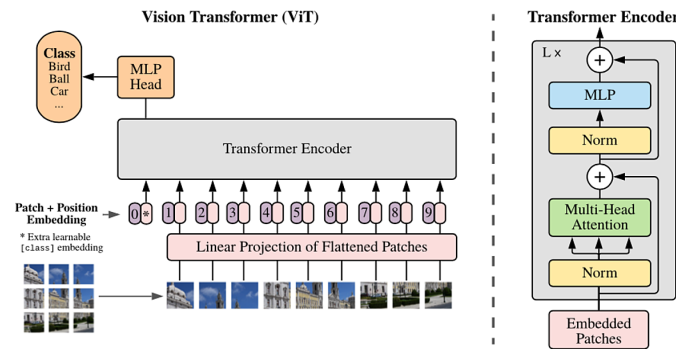 Vision Transformer (ViT)
Class
Bird
Ball
Car
...
MLP
Head
Transformer Encoder
Patch + Position
Embedding
0 * 1 2 3 4 5 6 7 8 9
* Extra learnable
[class] embedding
Linear Projection of Flattened Patches
Transformer Encoder
L x
+
MLP
Norm
+
Multi-Head
Attention
Norm
Embedded
Patches